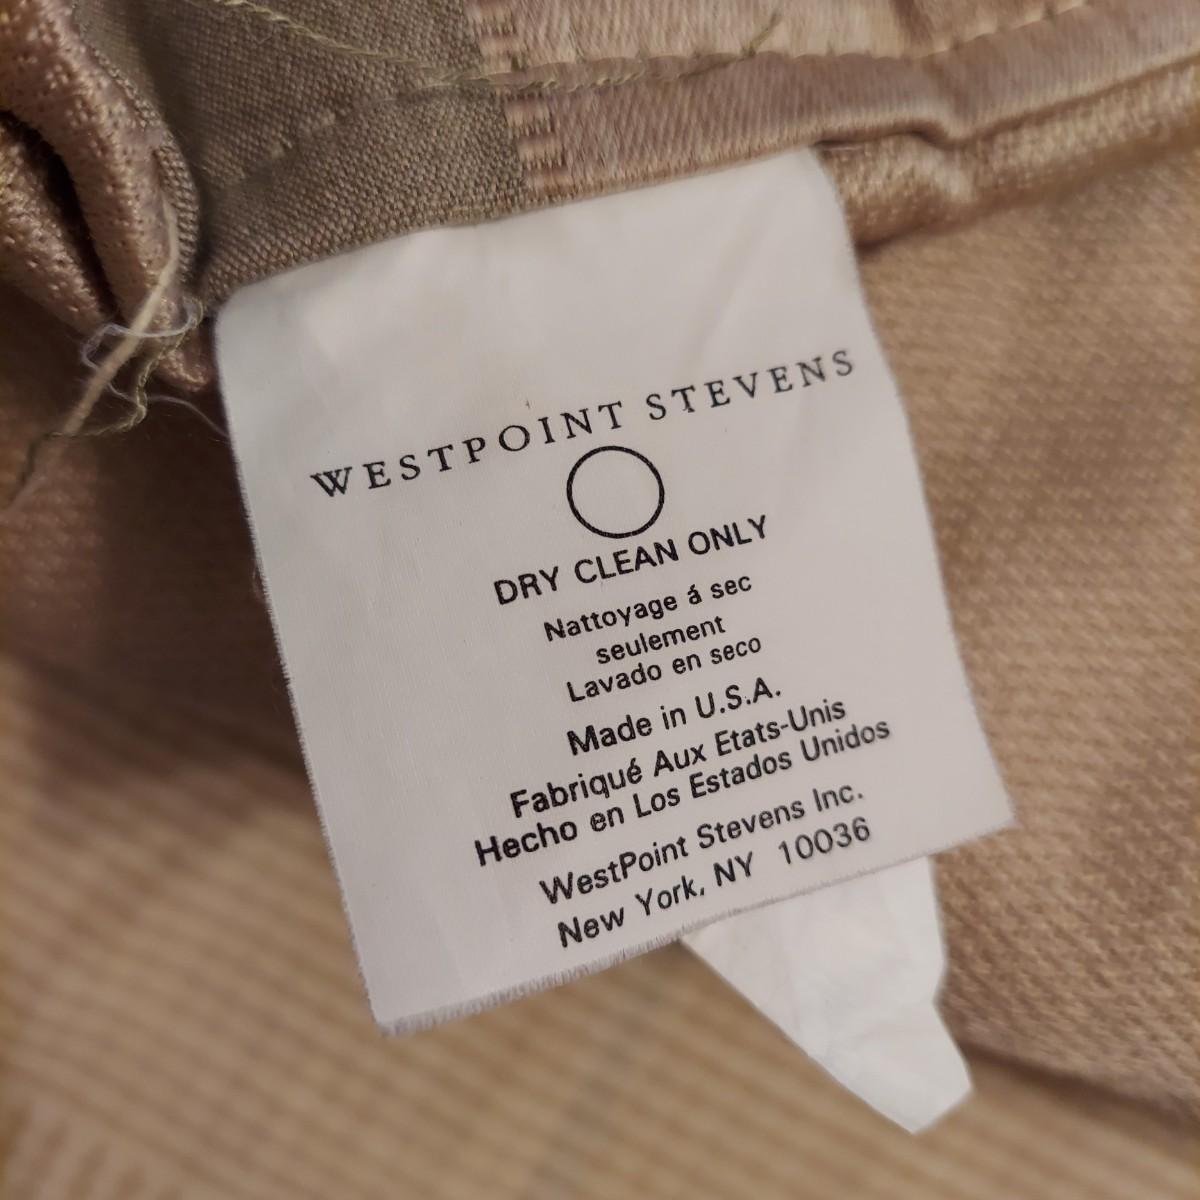 WESTPOINT STEVENS
DRY CLEAN ONLY
Nattoyage á sec
seulement
Lavado en seco
Made in U.S.A.
Fabriqué Aux Etats-Unis
Hecho en Los Estados Unidos
WestPoint Stevens Inc.
New York, NY 10036